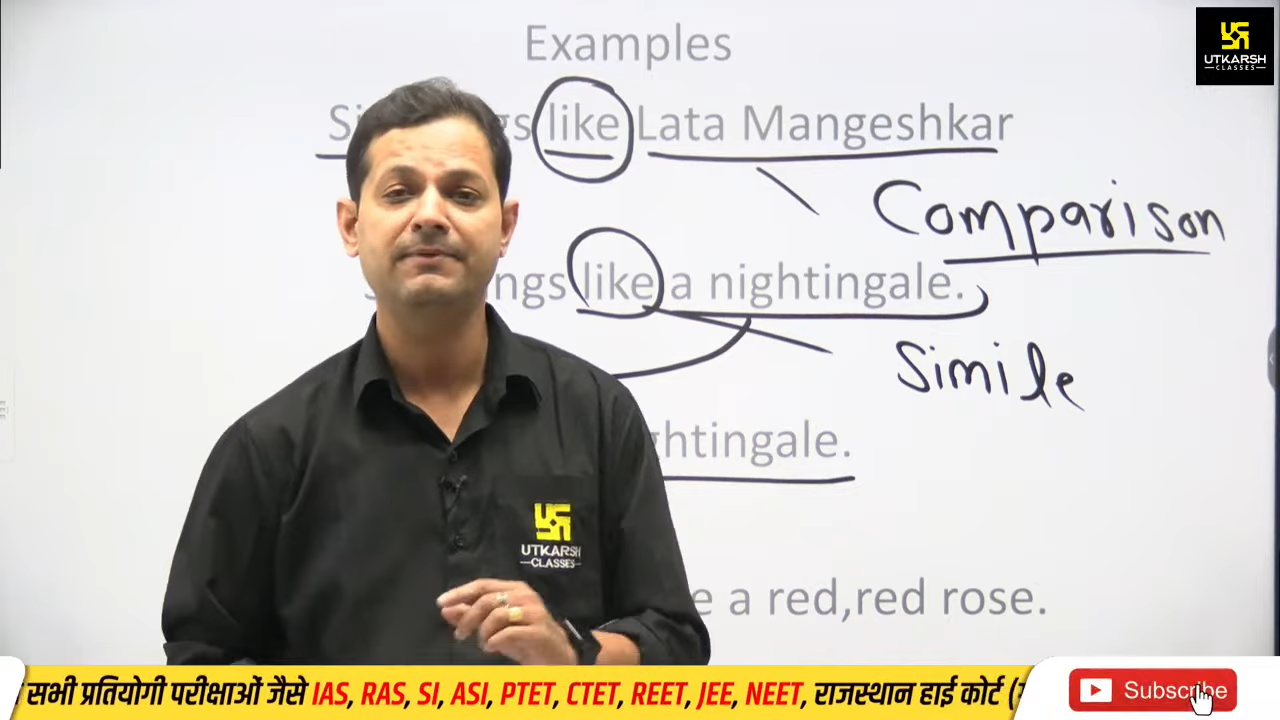 Examples
UTKARSH
CLASSES
like Lata Mangeshkar
Comparison
like a nightingale.
Simile
UTKARSH
CLASSES
a red,red rose.
सभी प्रतियोगी परीक्षाओं जैसे IAS, RAS, SI, ASI, PTET, CTET, REET, JEE, NEET, राजस्थान हाई कोर्ट
Subscribe